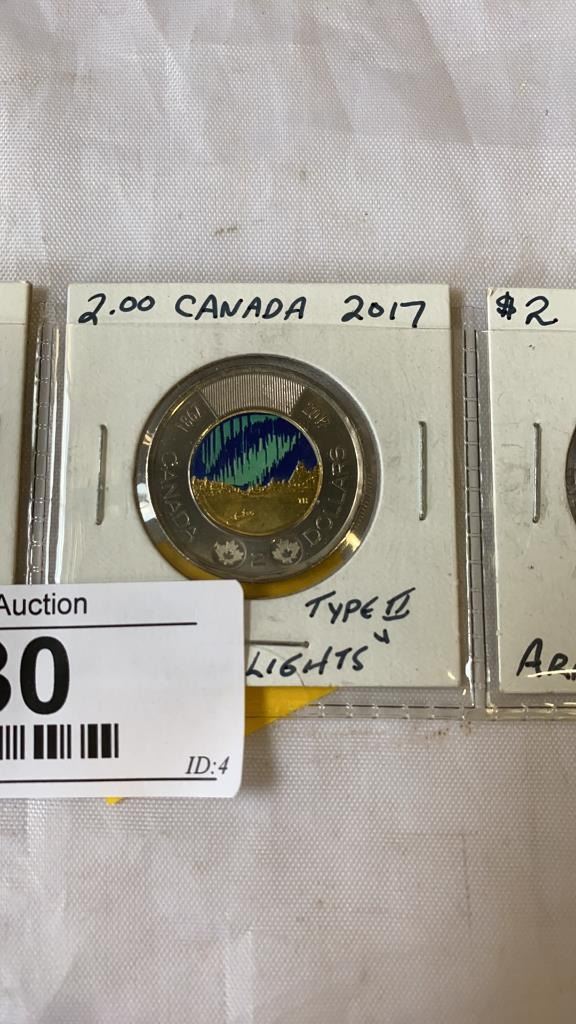 2.00 CANADA 2017
$2
1867
2017
CANADA
2 DOLLARS
TYPE II
LIGHTS
Auction
30
ID:4